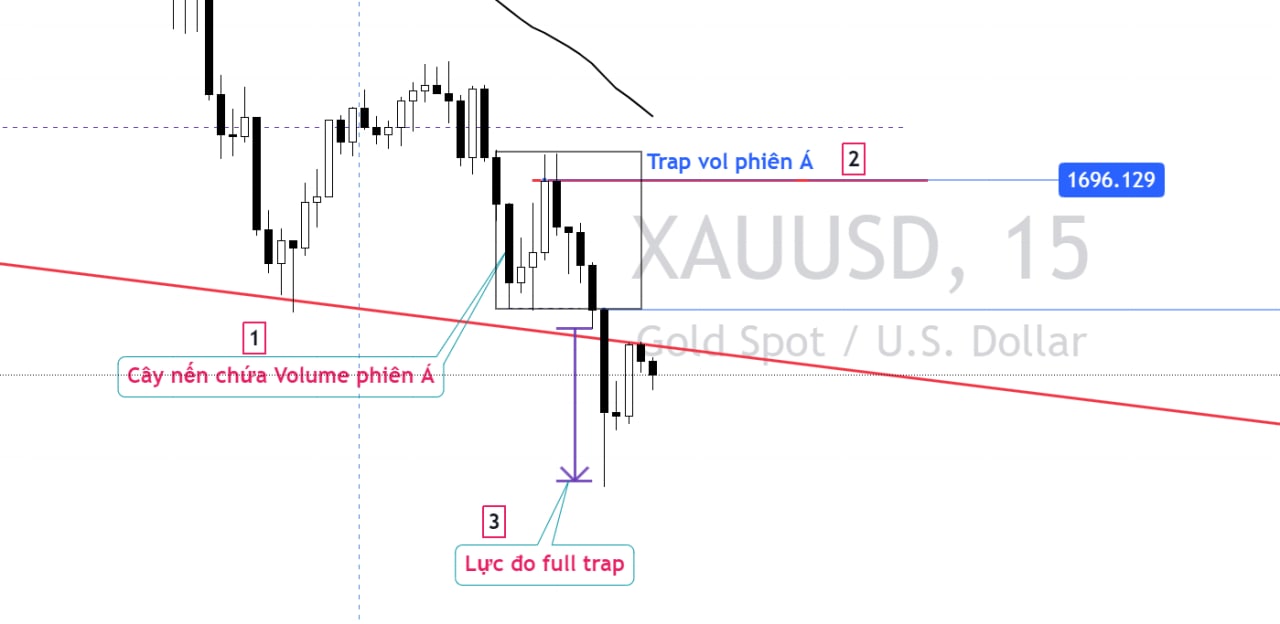 Trap vol phiên Á
2
1696.129
XAUUSD, 15
Gold Spot / U.S. Dollar
1
Cây nến chứa Volume phiên Á
3
Lực đo full trap